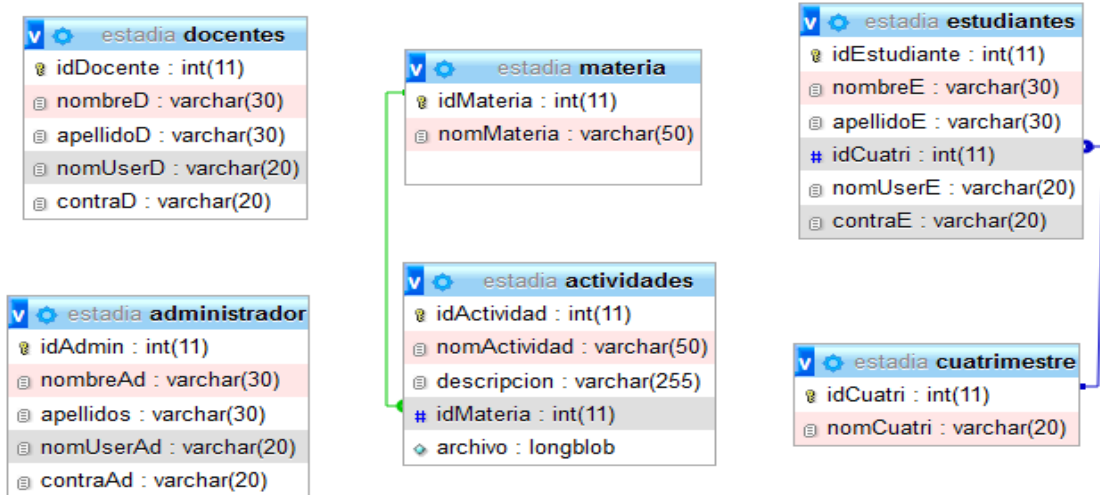 estadia docentes
idDocente : int(11)
nombreD : varchar(30)
apellidoD : varchar(30)
nomUserD : varchar(20)
contraD : varchar(20)
estadia materia
idMateria : int(11)
nomMateria : varchar(50)
estadia estudiantes
idEstudiante : int(11)
nombreE : varchar(30)
apellidoE : varchar(30)
# idCuatri : int(11)
nomUserE : varchar(20)
contraE : varchar(20)
estadia administrador
idAdmin : int(11)
nombreAd : varchar(30)
apellidos : varchar(30)
nomUserAd : varchar(20)
contraAd : varchar(20)
estadia actividades
idActividad : int(11)
nomActividad : varchar(50)
descripcion : varchar(255)
# idMateria : int(11)
archivo : longblob
estadia cuatrimestre
idCuatri : int(11)
nomCuatri : varchar(20)